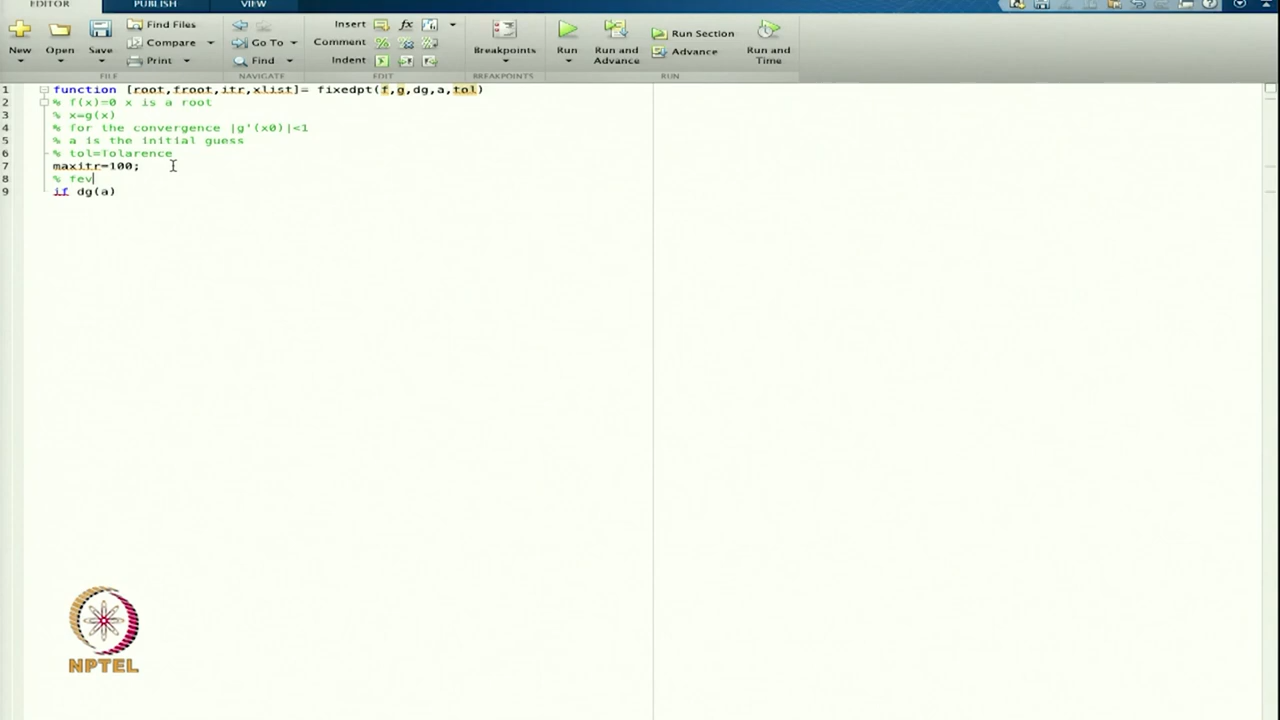 EDITOR PUBLISH VIEW
New Open Save Find Files Compare Print
Go To Find
Insert fx
Comment
Indent
Breakpoints
Run Run and Advance Run Section Advance Run and Time
FILE NAVIGATE EDIT BREAKPOINTS RUN
1 function [root,froot,itr,xlist]= fixedpt(f,g,dg,a,tol)
2 % f(x)=0 x is a root
3 % x=g(x)
4 % for the convergence |g'(x0)|<1
5 % a is the initial guess
6 % tol=Tolarence
7 maxitr=100;
8 % fev
9 if dg(a)
NPTEL